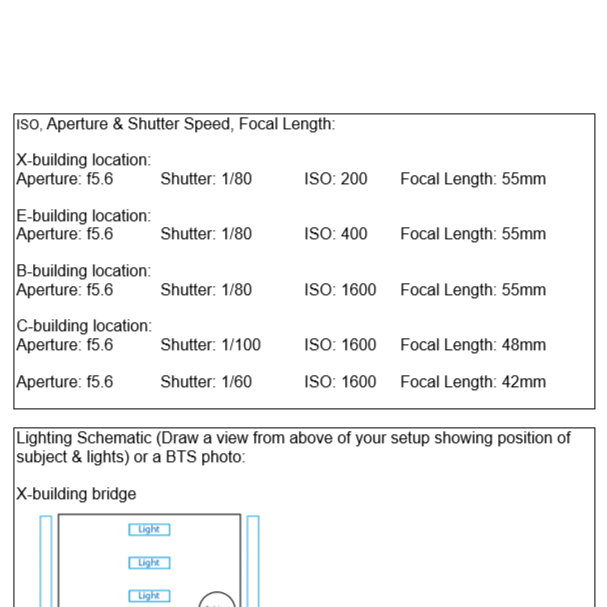 ISO, Aperture & Shutter Speed, Focal Length:
X-building location:
Aperture: f5.6 Shutter: 1/80 ISO: 200 Focal Length: 55mm
E-building location:
Aperture: f5.6 Shutter: 1/80 ISO: 400 Focal Length: 55mm
B-building location:
Aperture: f5.6 Shutter: 1/80 ISO: 1600 Focal Length: 55mm
C-building location:
Aperture: f5.6 Shutter: 1/100 ISO: 1600 Focal Length: 48mm
Aperture: f5.6 Shutter: 1/60 ISO: 1600 Focal Length: 42mm
Lighting Schematic (Draw a view from above of your setup showing position of
subject & lights) or a BTS photo:
X-building bridge
Light
Light
Light